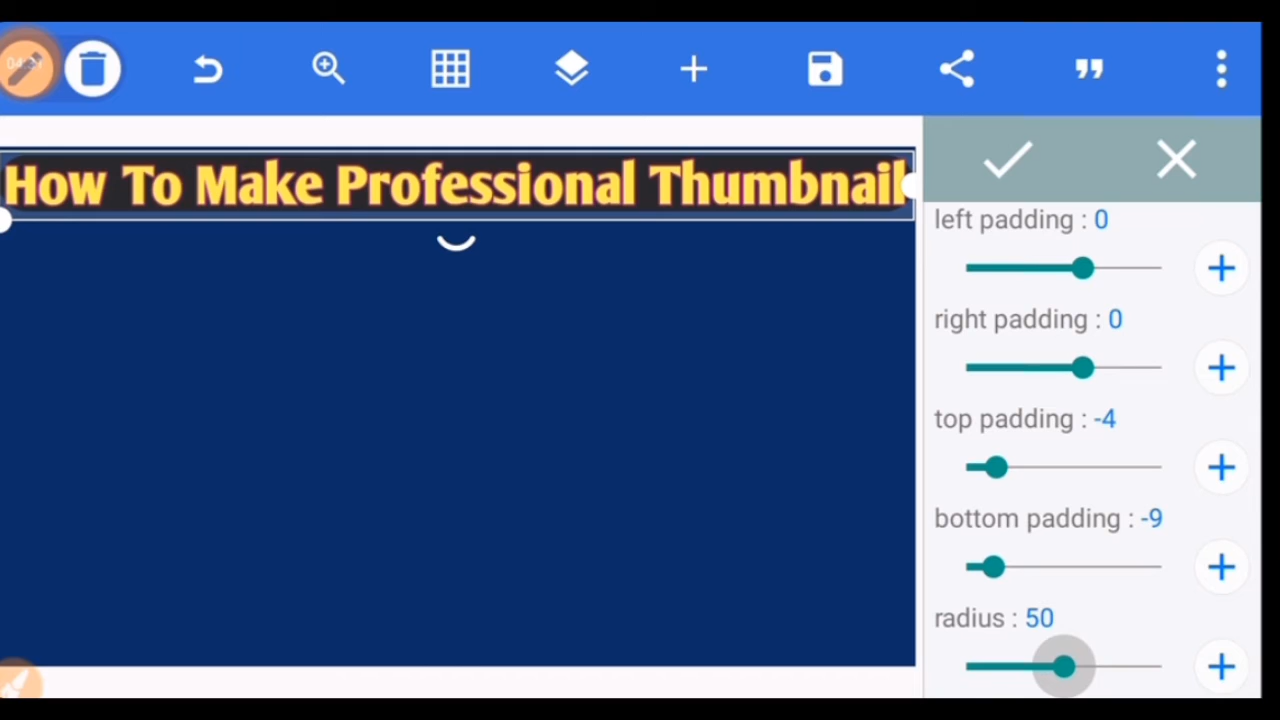 How To Make Professional Thumbnail
left padding : 0
right padding : 0
top padding : -4
bottom padding : -9
radius : 50